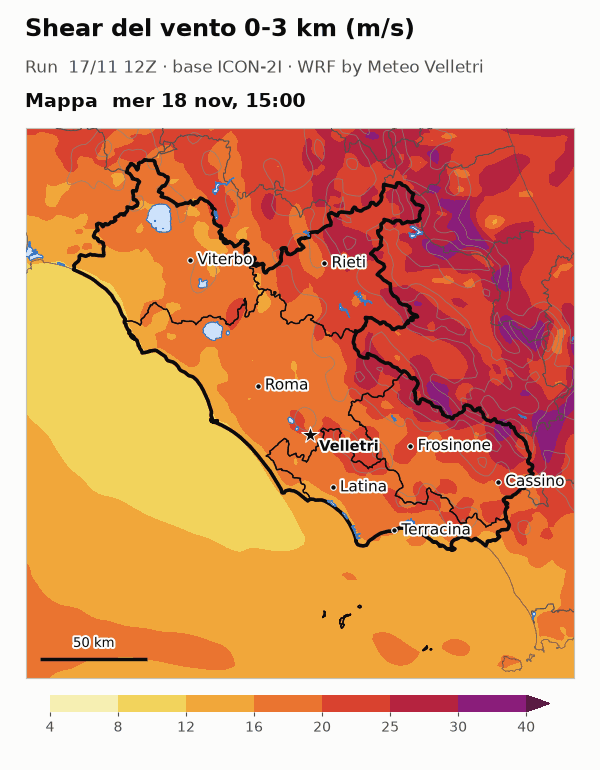 Shear del vento 0-3 km (m/s)
Run 17/11 12Z · base ICON-2I · WRF by Meteo Velletri
Mappa mer 18 nov, 15:00
Viterbo
Rieti
Roma
Velletri
Frosinone
Latina
Cassino
Terracina
50 km
4 8 12 16 20 25 30 40